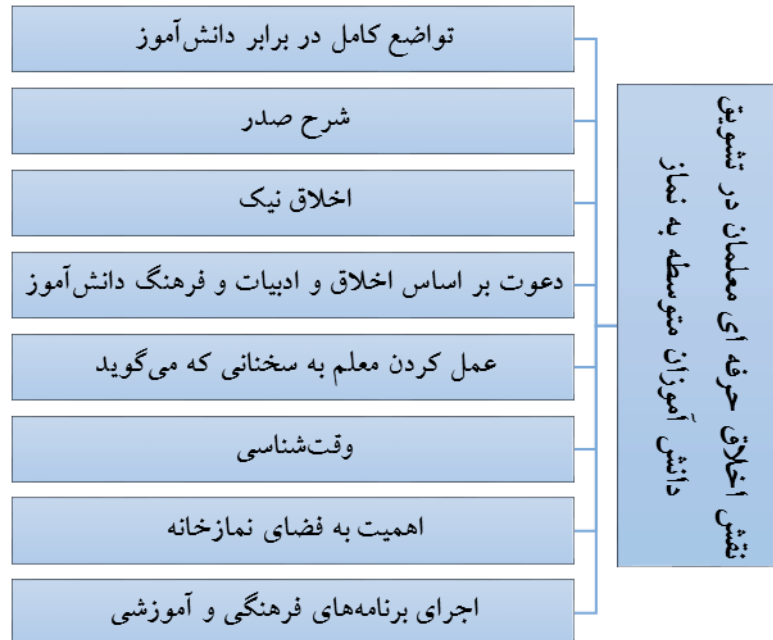 نقش اخلاق حرفه ای معلمان در تشویق
دانش آموزان متوسطه به نماز
تواضع کامل در برابر دانش‌آموز
شرح صدر
اخلاق نیک
دعوت بر اساس اخلاق و ادبیات و فرهنگ دانش‌آموز
عمل کردن معلم به سخنانی که می‌گوید
وقت‌شناسی
اهمیت به فضای نمازخانه
اجرای برنامه‌های فرهنگی و آموزشی